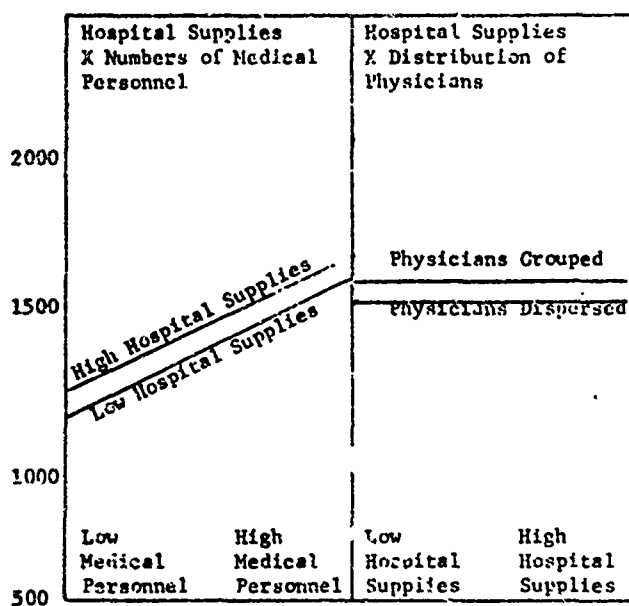 Hospital Supplies
X Numbers of Medical
Personnel
Hospital Supplies
X Distribution of
Physicians
2000
1500
1000
500
High Hospital Supplies
Low Hospital Supplies
Physicians Grouped
Physicians Dispersed
Low
Medical
Personnel
High
Medical
Personnel
Low
Hospital
Supplies
High
Hospital
Supplies